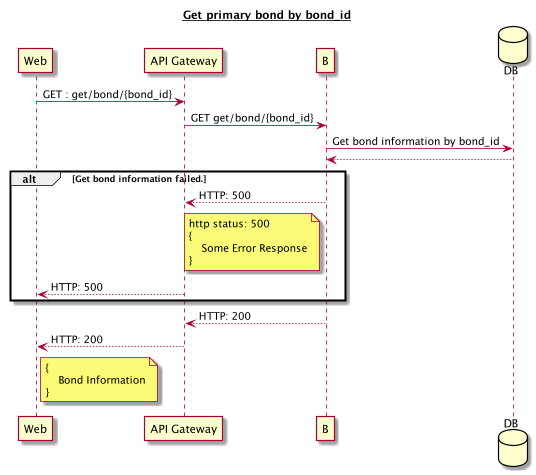 Get primary bond by bond_id
Web
API Gateway
B
DB
GET : get/bond/{bond_id}
GET get/bond/{bond_id}
Get bond information by bond_id
alt
[Get bond information failed.]
HTTP: 500
http status: 500
{
Some Error Response
}
HTTP: 500
HTTP: 200
HTTP: 200
{
Bond Information
}
Web
API Gateway
B
DB